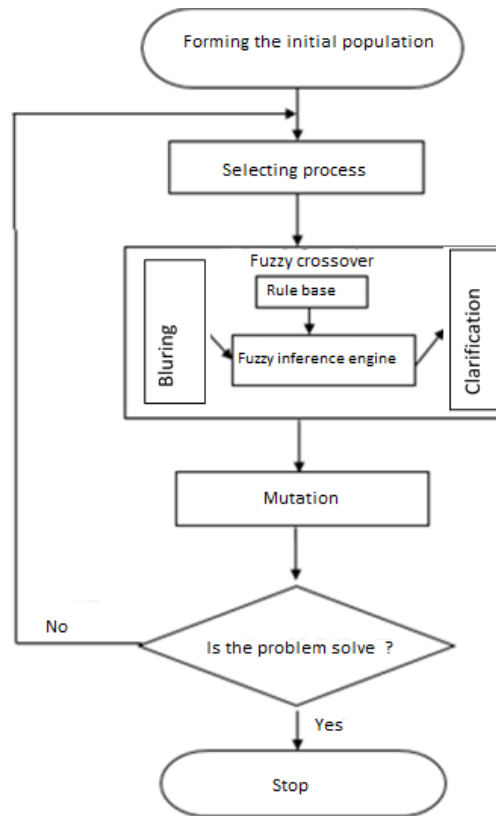 Forming the initial population
Selecting process
Fuzzy crossover
Rule base
Bluring
Fuzzy inference engine
Clarification
Mutation
Is the problem solve ?
No
Yes
Stop